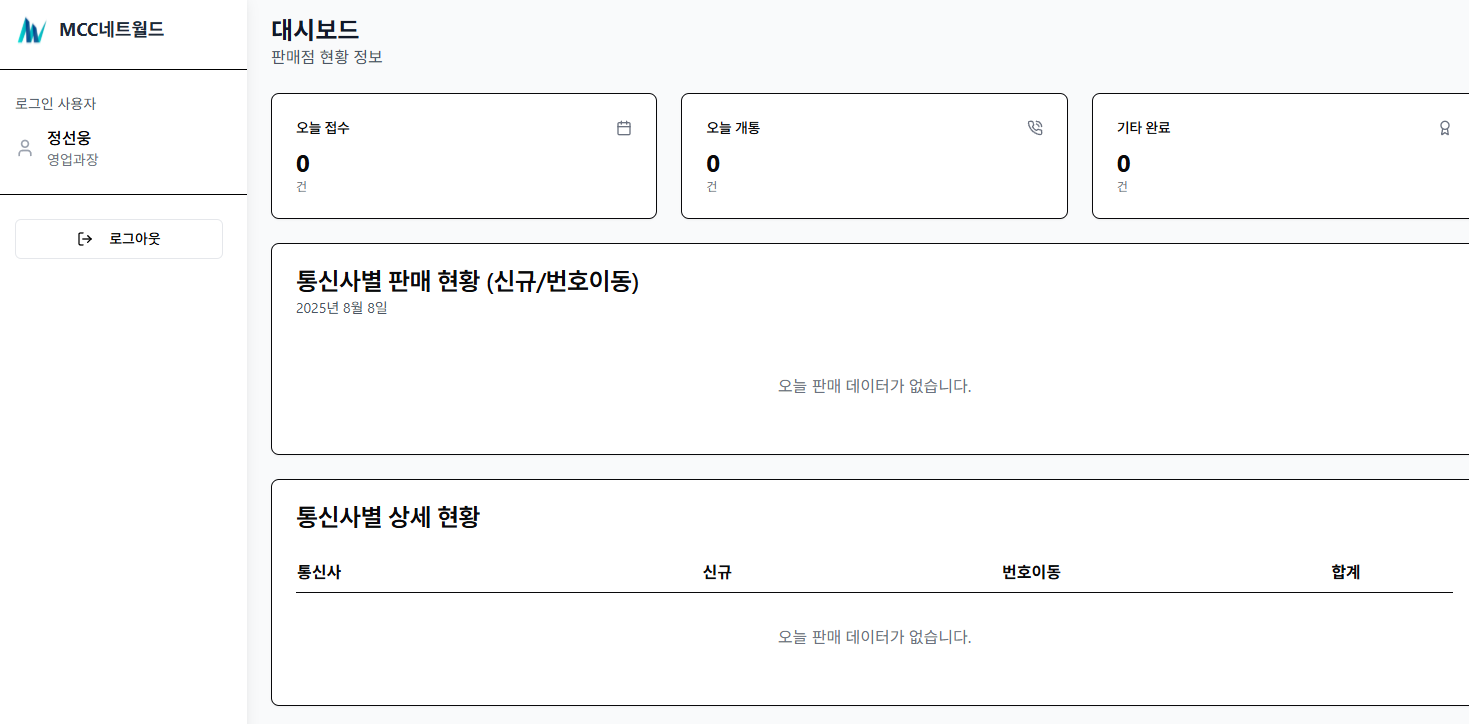 MCC네트월드
로그인 사용자
정선웅
영업과장
로그아웃
대시보드
판매점 현황 정보
오늘 접수
0
건
오늘 개통
0
건
기타 완료
0
건
통신사별 판매 현황 (신규/번호이동)
2025년 8월 8일
오늘 판매 데이터가 없습니다.
통신사별 상세 현황
통신사 신규 번호이동 합계
오늘 판매 데이터가 없습니다.